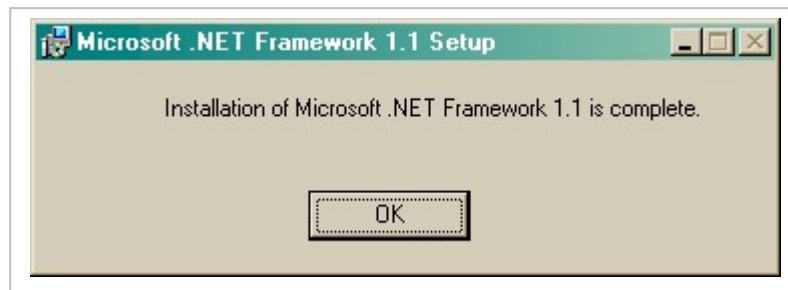 Microsoft .NET Framework 1.1 Setup
Installation of Microsoft .NET Framework 1.1 is complete.
OK